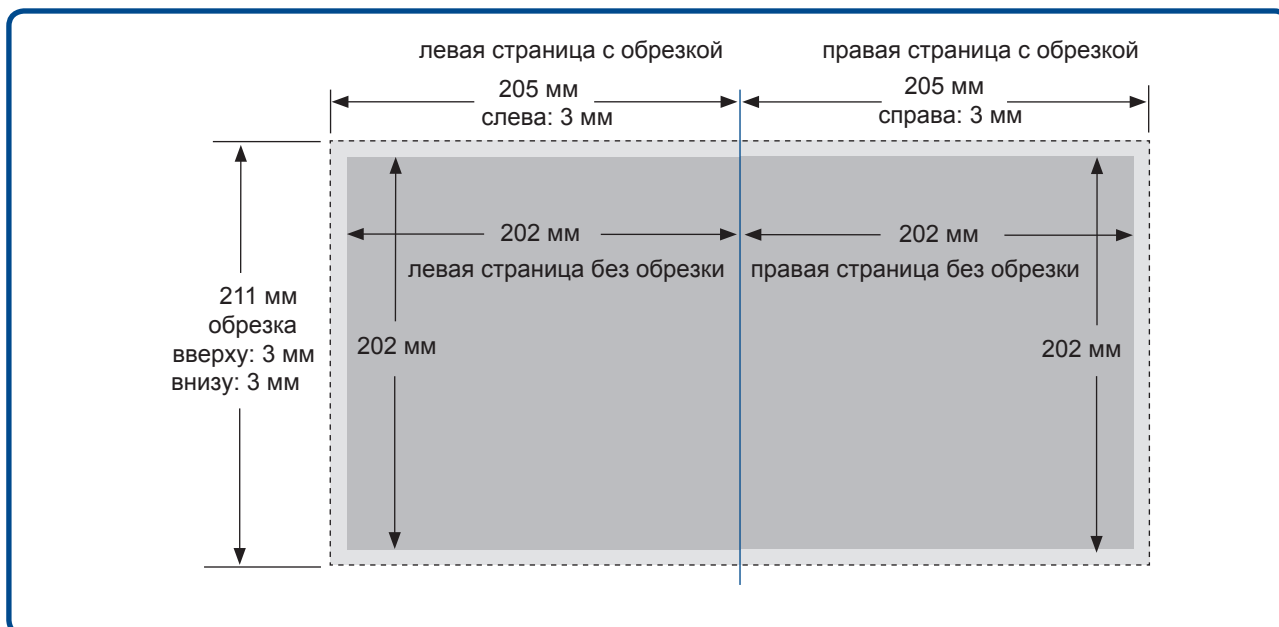 левая страница с обрезкой
правая страница с обрезкой
205 мм
слева: 3 мм
205 мм
справа: 3 мм
202 мм
левая страница без обрезки
202 мм
правая страница без обрезки
211 мм
обрезка
вверху: 3 мм
внизу: 3 мм
202 мм
202 мм